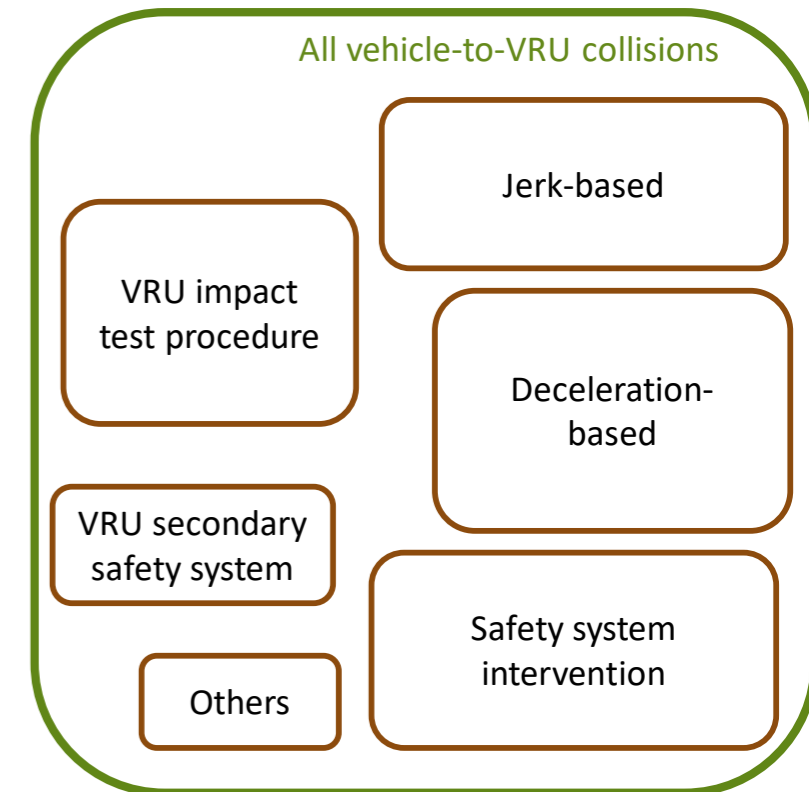 All vehicle-to-VRU collisions
Jerk-based
VRU impact
test procedure
Deceleration-
based
VRU secondary
safety system
Safety system
intervention
Others